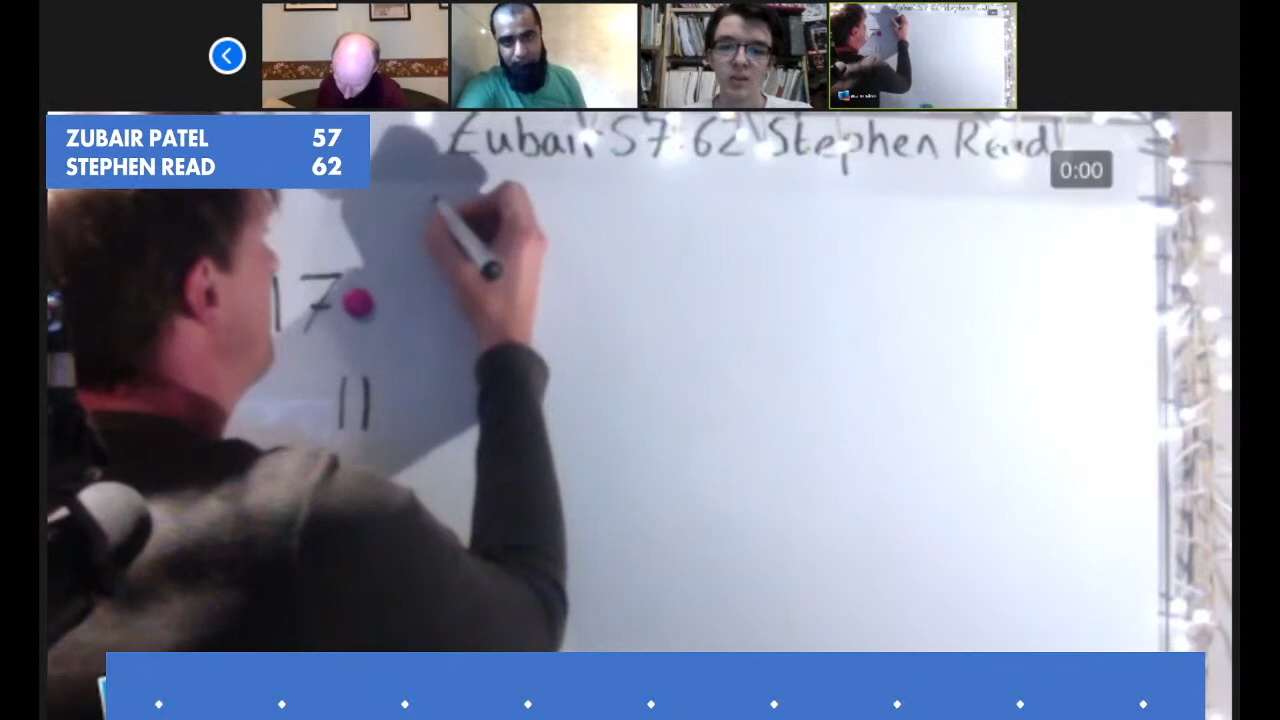 ZUBAIR PATEL 57
STEPHEN READ 62
Zubair 57:62 Stephen Read
0:00
17
11